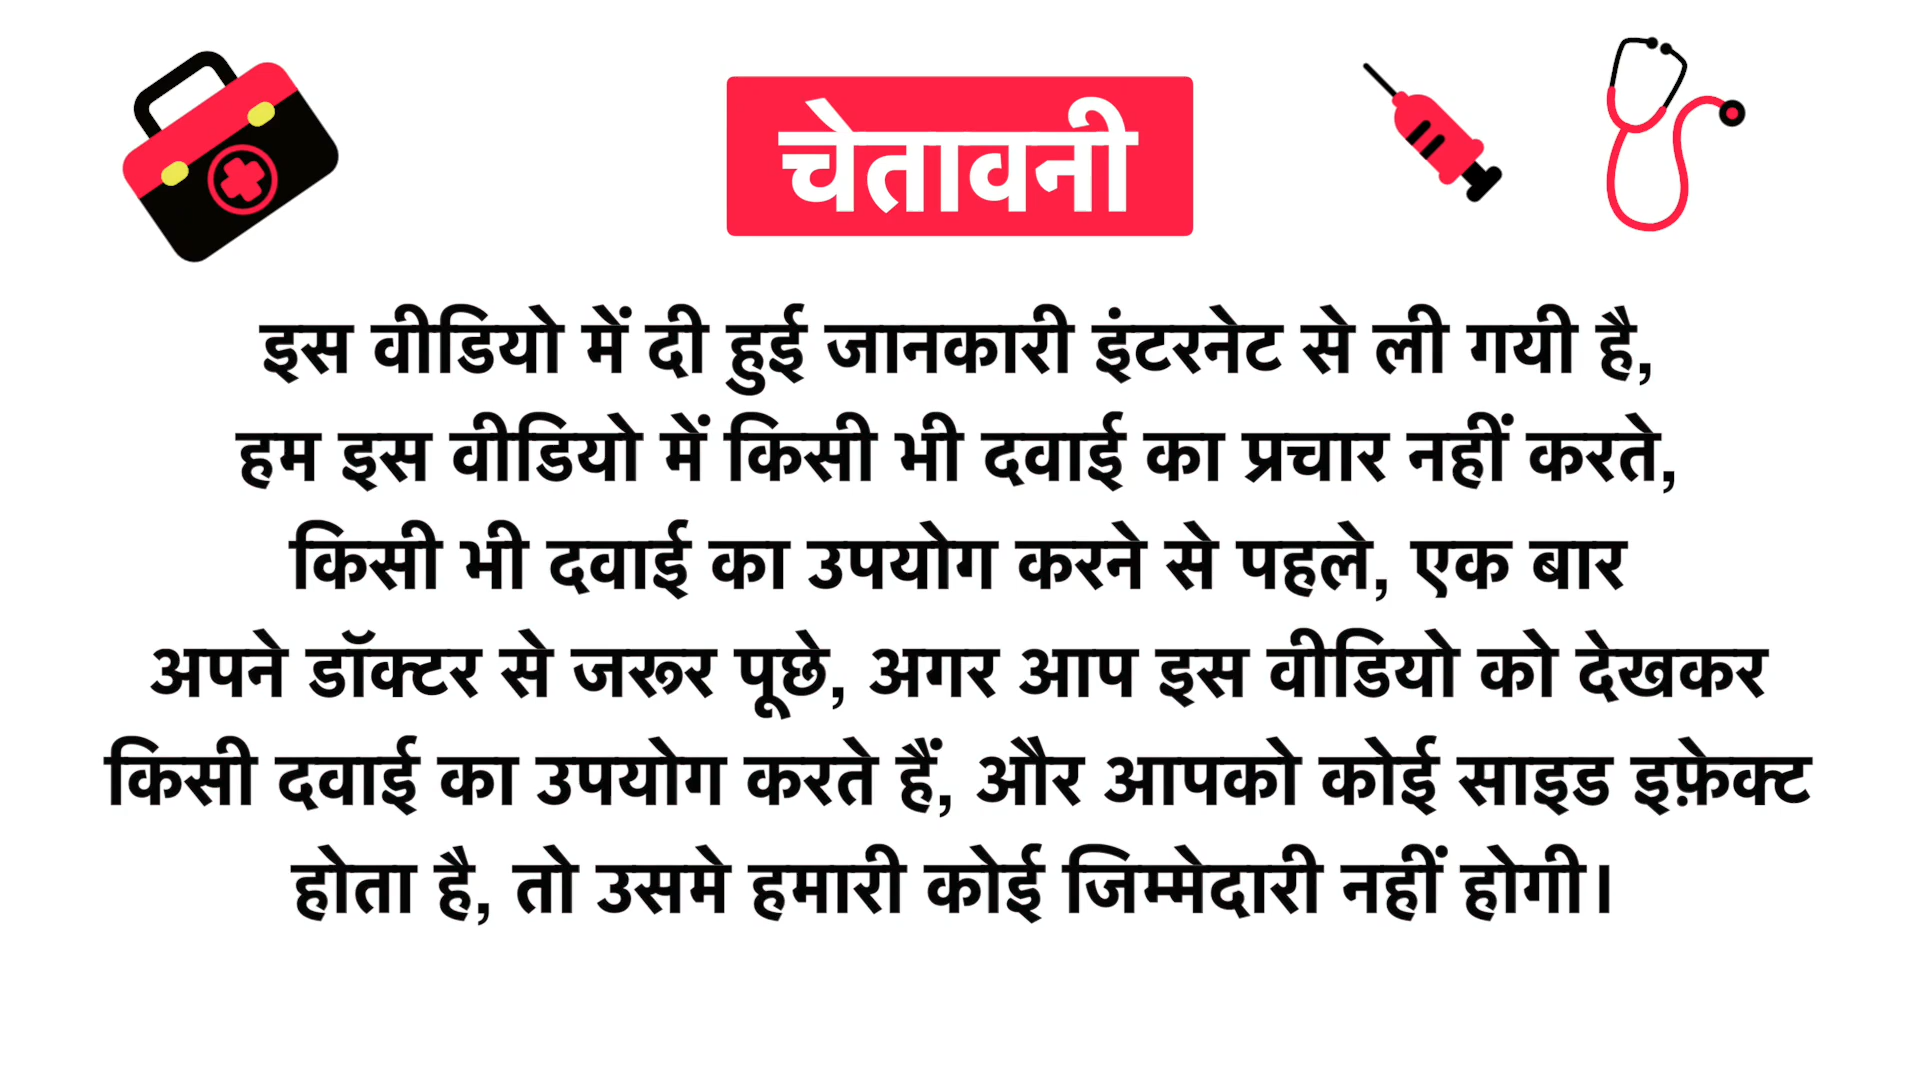 चेतावनी
इस वीडियो में दी हुई जानकारी इंटरनेट से ली गयी है,
हम इस वीडियो में किसी भी दवाई का प्रचार नहीं करते,
किसी भी दवाई का उपयोग करने से पहले, एक बार
अपने डॉक्टर से जरूर पूछे, अगर आप इस वीडियो को देखकर
किसी दवाई का उपयोग करते हैं, और आपको कोई साइड इफ़ेक्ट
होता है, तो उसमे हमारी कोई जिम्मेदारी नहीं होगी।